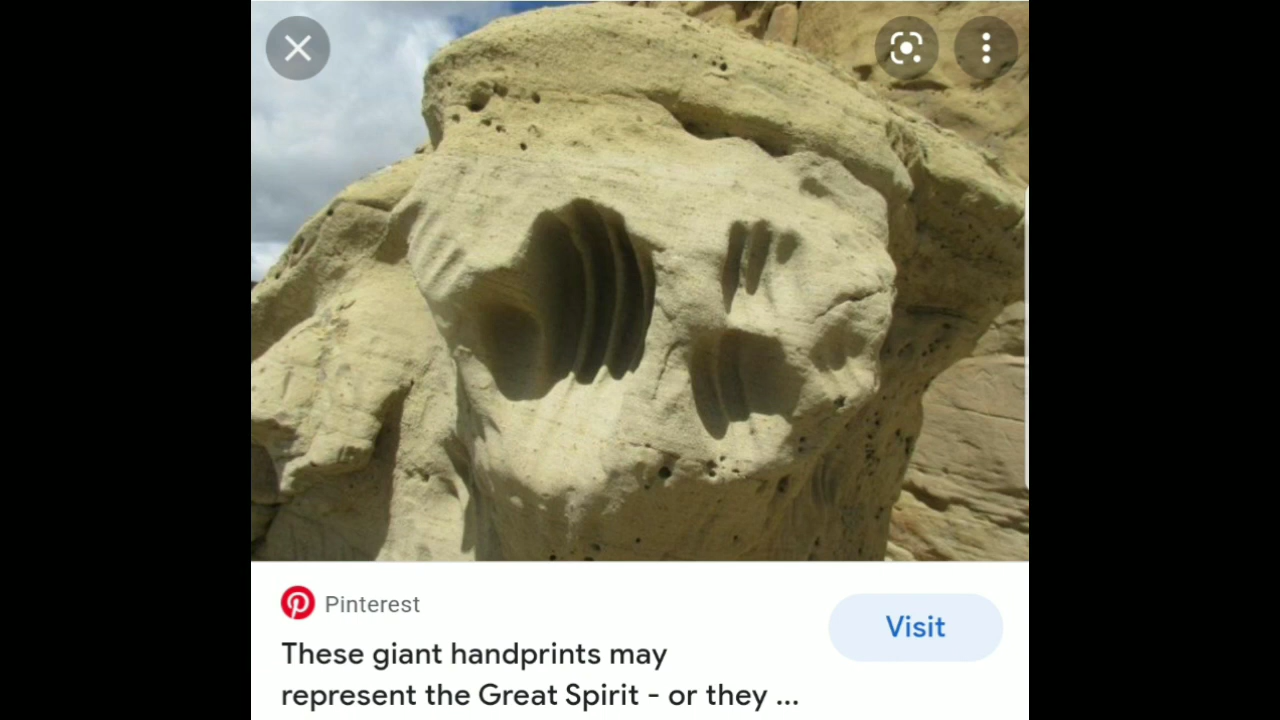 Pinterest
Visit
These giant handprints may
represent the Great Spirit - or they ...